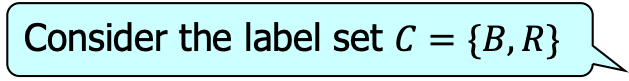 Consider the label set C = {B, R}